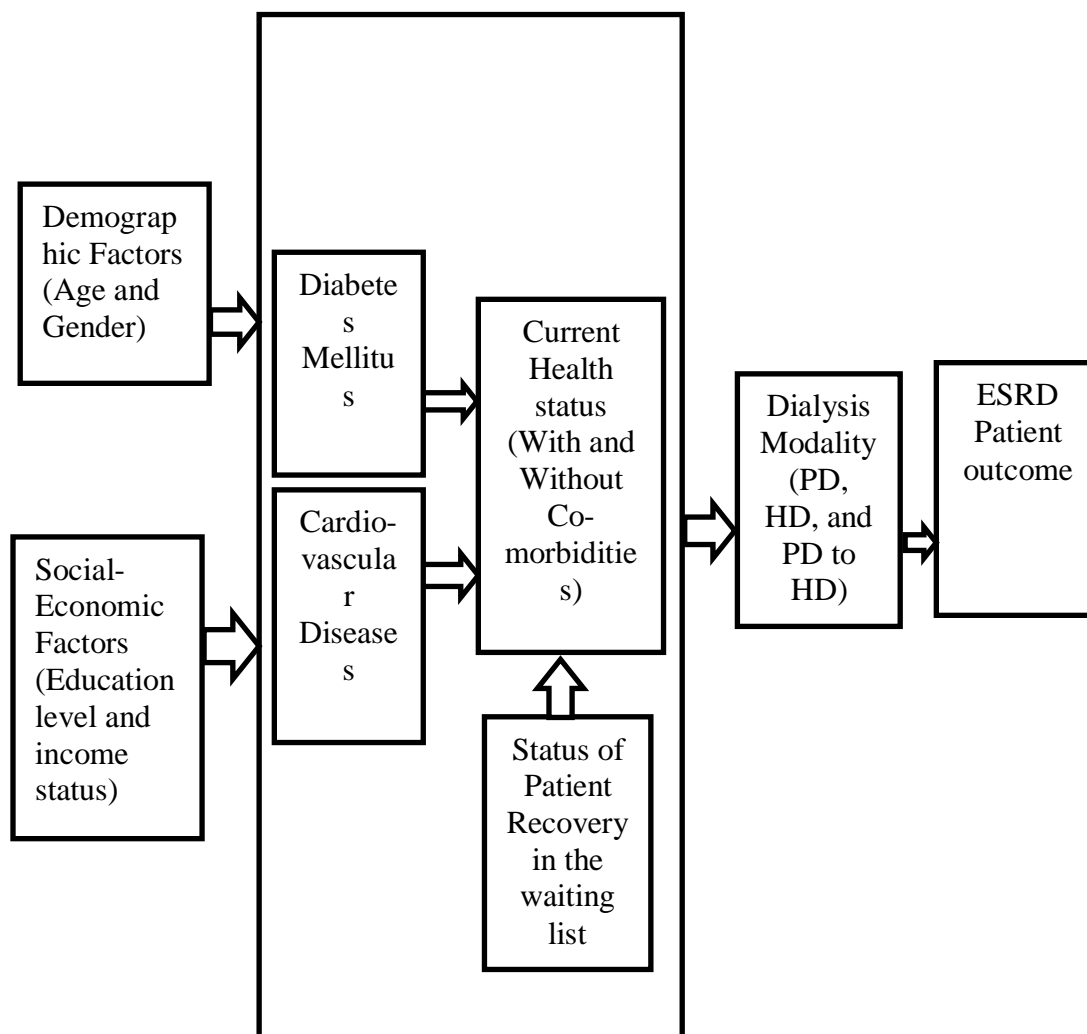 Demograp
hic Factors
(Age and
Gender)
Social-
Economic
Factors
(Education
level and
income
status)
Diabete
s
Mellitu
s
Cardio-
vascula
r
Disease
s
Current
Health
status
(With and
Without
Co-
morbiditie
s)
Status of
Patient
Recovery
in the
waiting
list
Dialysis
Modality
(PD,
HD, and
PD to
HD)
ESRD
Patient
outcome